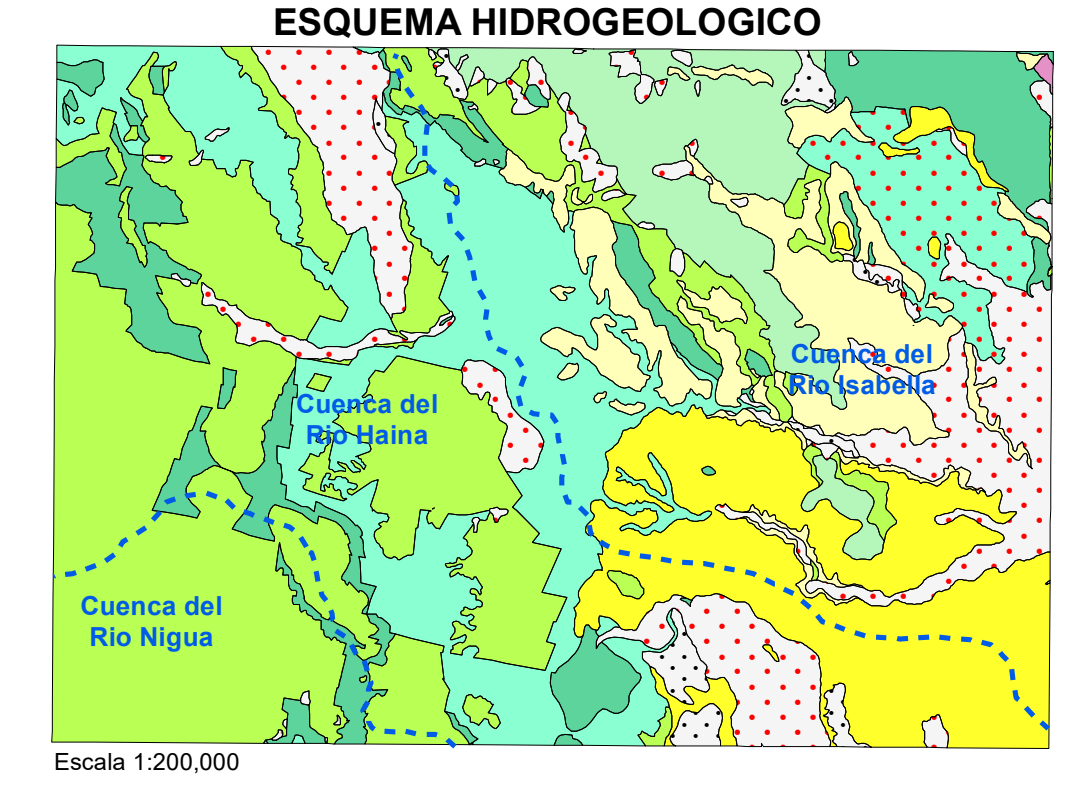 ESQUEMA HIDROGEOLOGICO
Cuenca del
Rio Isabella
Cuenca del
Rio Haina
Cuenca del
Rio Nigua
Escala 1:200,000